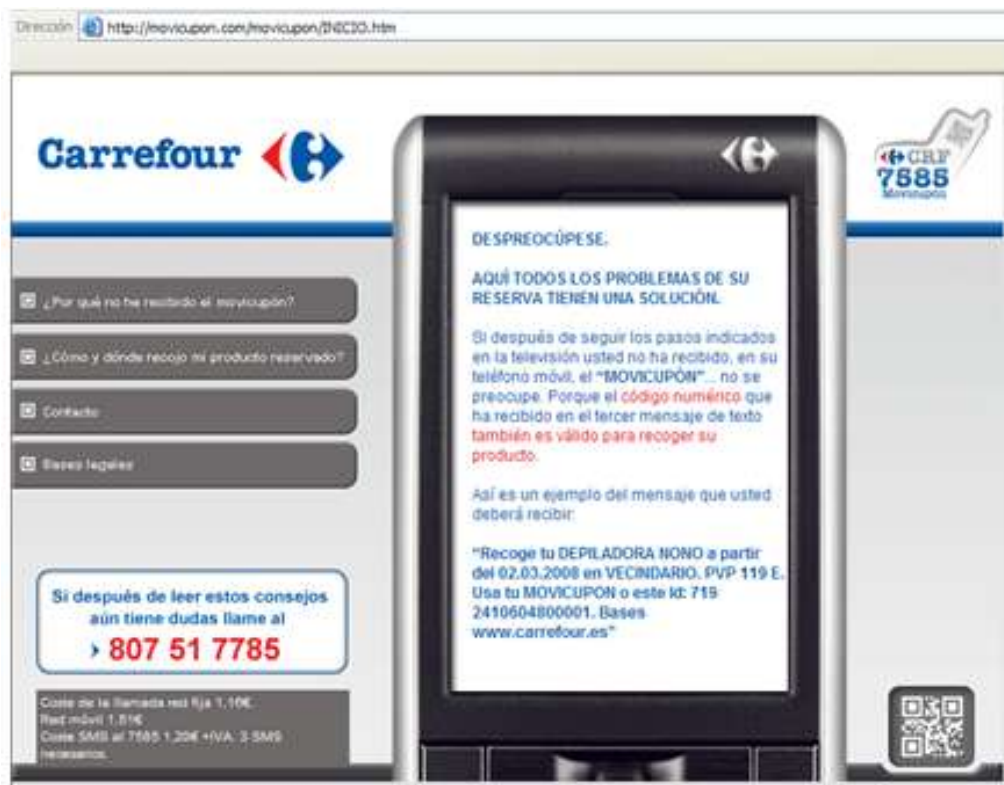 Dirección http://movicupon.com/movicupon/INICIO.htm
Carrefour
CRF
7585
Movicupon
DESPREOCÚPESE.
AQUÍ TODOS LOS PROBLEMAS DE SU
RESERVA TIENEN UNA SOLUCIÓN.
Si después de seguir los pasos indicados
en la televisión usted no ha recibido, en su
teléfono móvil, el "MOVICUPÓN"... no se
preocupe. Porque el código numérico que
ha recibido en el tercer mensaje de texto
también es válido para recoger su
producto.
Así es un ejemplo del mensaje que usted
deberá recibir:
"Recoge tu DEPILADORA NONO a partir
del 02.03.2008 en VECINDARIO. PVP 119 E.
Usa tu MOVICUPON o este Id: 719
2410604800001. Bases
www.carrefour.es"
¿Por qué no he recibido el movicupón?
¿Cómo y dónde recojo mi producto reservado?
Contacto
Bases legales
Si después de leer estos consejos
aún tiene dudas llame al
807 51 7785
Coste de la llamada red fija 1,16€.
Red móvil 1,51€
Coste SMS al 7585 1,20€ +IVA. 3 SMS
necesarios.